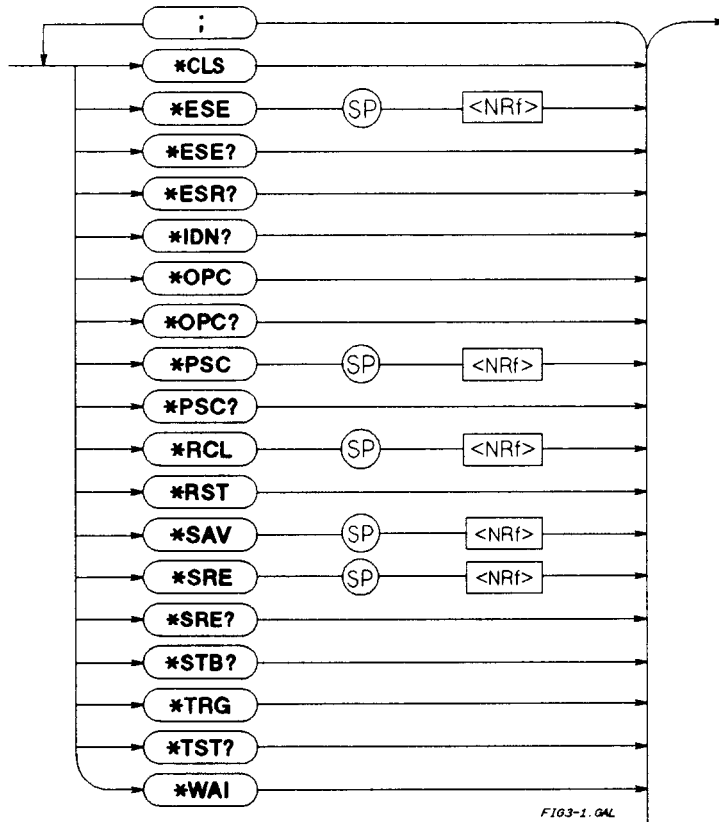 ;
*CLS
*ESE SP <NRf>
*ESE?
*ESR?
*IDN?
*OPC
*OPC?
*PSC SP <NRf>
*PSC?
*RCL SP <NRf>
*RST
*SAV SP <NRf>
*SRE SP <NRf>
*SRE?
*STB?
*TRG
*TST?
*WAI
FIG3-1.GAL